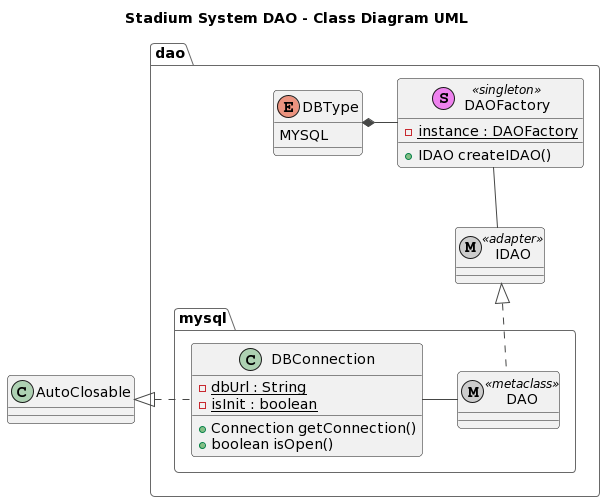 Stadium System DAO - Class Diagram UML
dao
E DBType
MYSQL
S «singleton»
DAOFactory
instance : DAOFactory
IDAO createIDAO()
M «adapter»
IDAO
mysql
C DBConnection
dbUrl : String
isInit : boolean
Connection getConnection()
boolean isOpen()
M «metaclass»
DAO
C AutoClosable